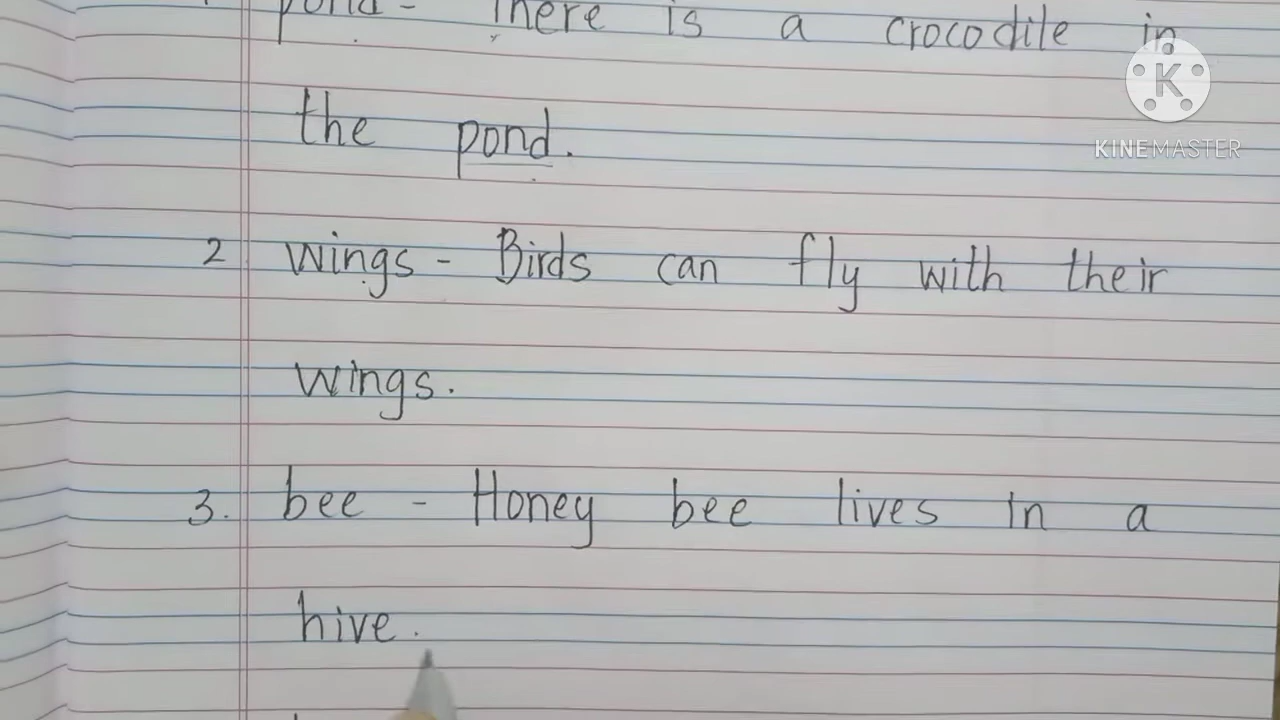 pond - There is a crocodile in
the pond.
2 wings - Birds can fly with their
wings.
3. bee - Honey bee lives in a
hive.
K
KINEMASTER